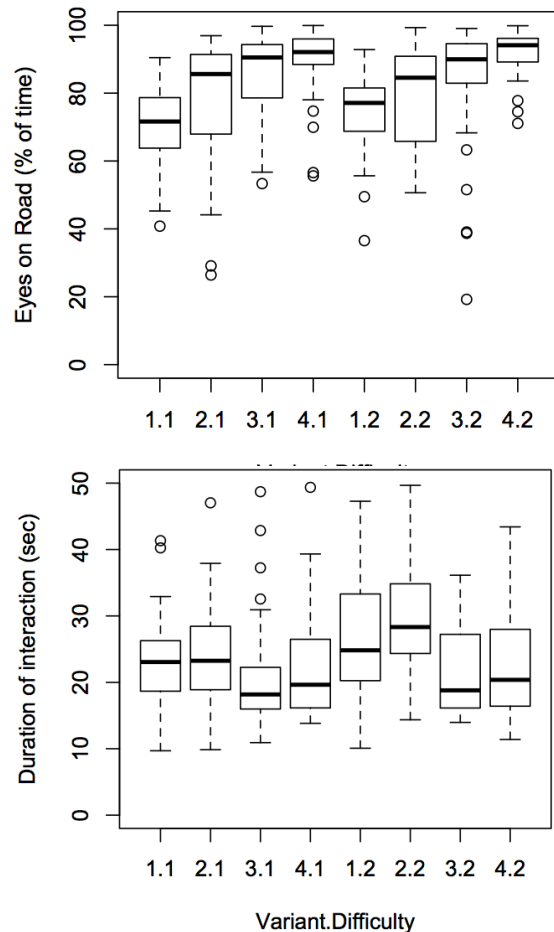 Eyes on Road (% of time)
100
80
60
40
20
0
1.1 2.1 3.1 4.1 1.2 2.2 3.2 4.2
Duration of interaction (sec)
50
40
30
20
10
0
1.1 2.1 3.1 4.1 1.2 2.2 3.2 4.2
Variant.Difficulty